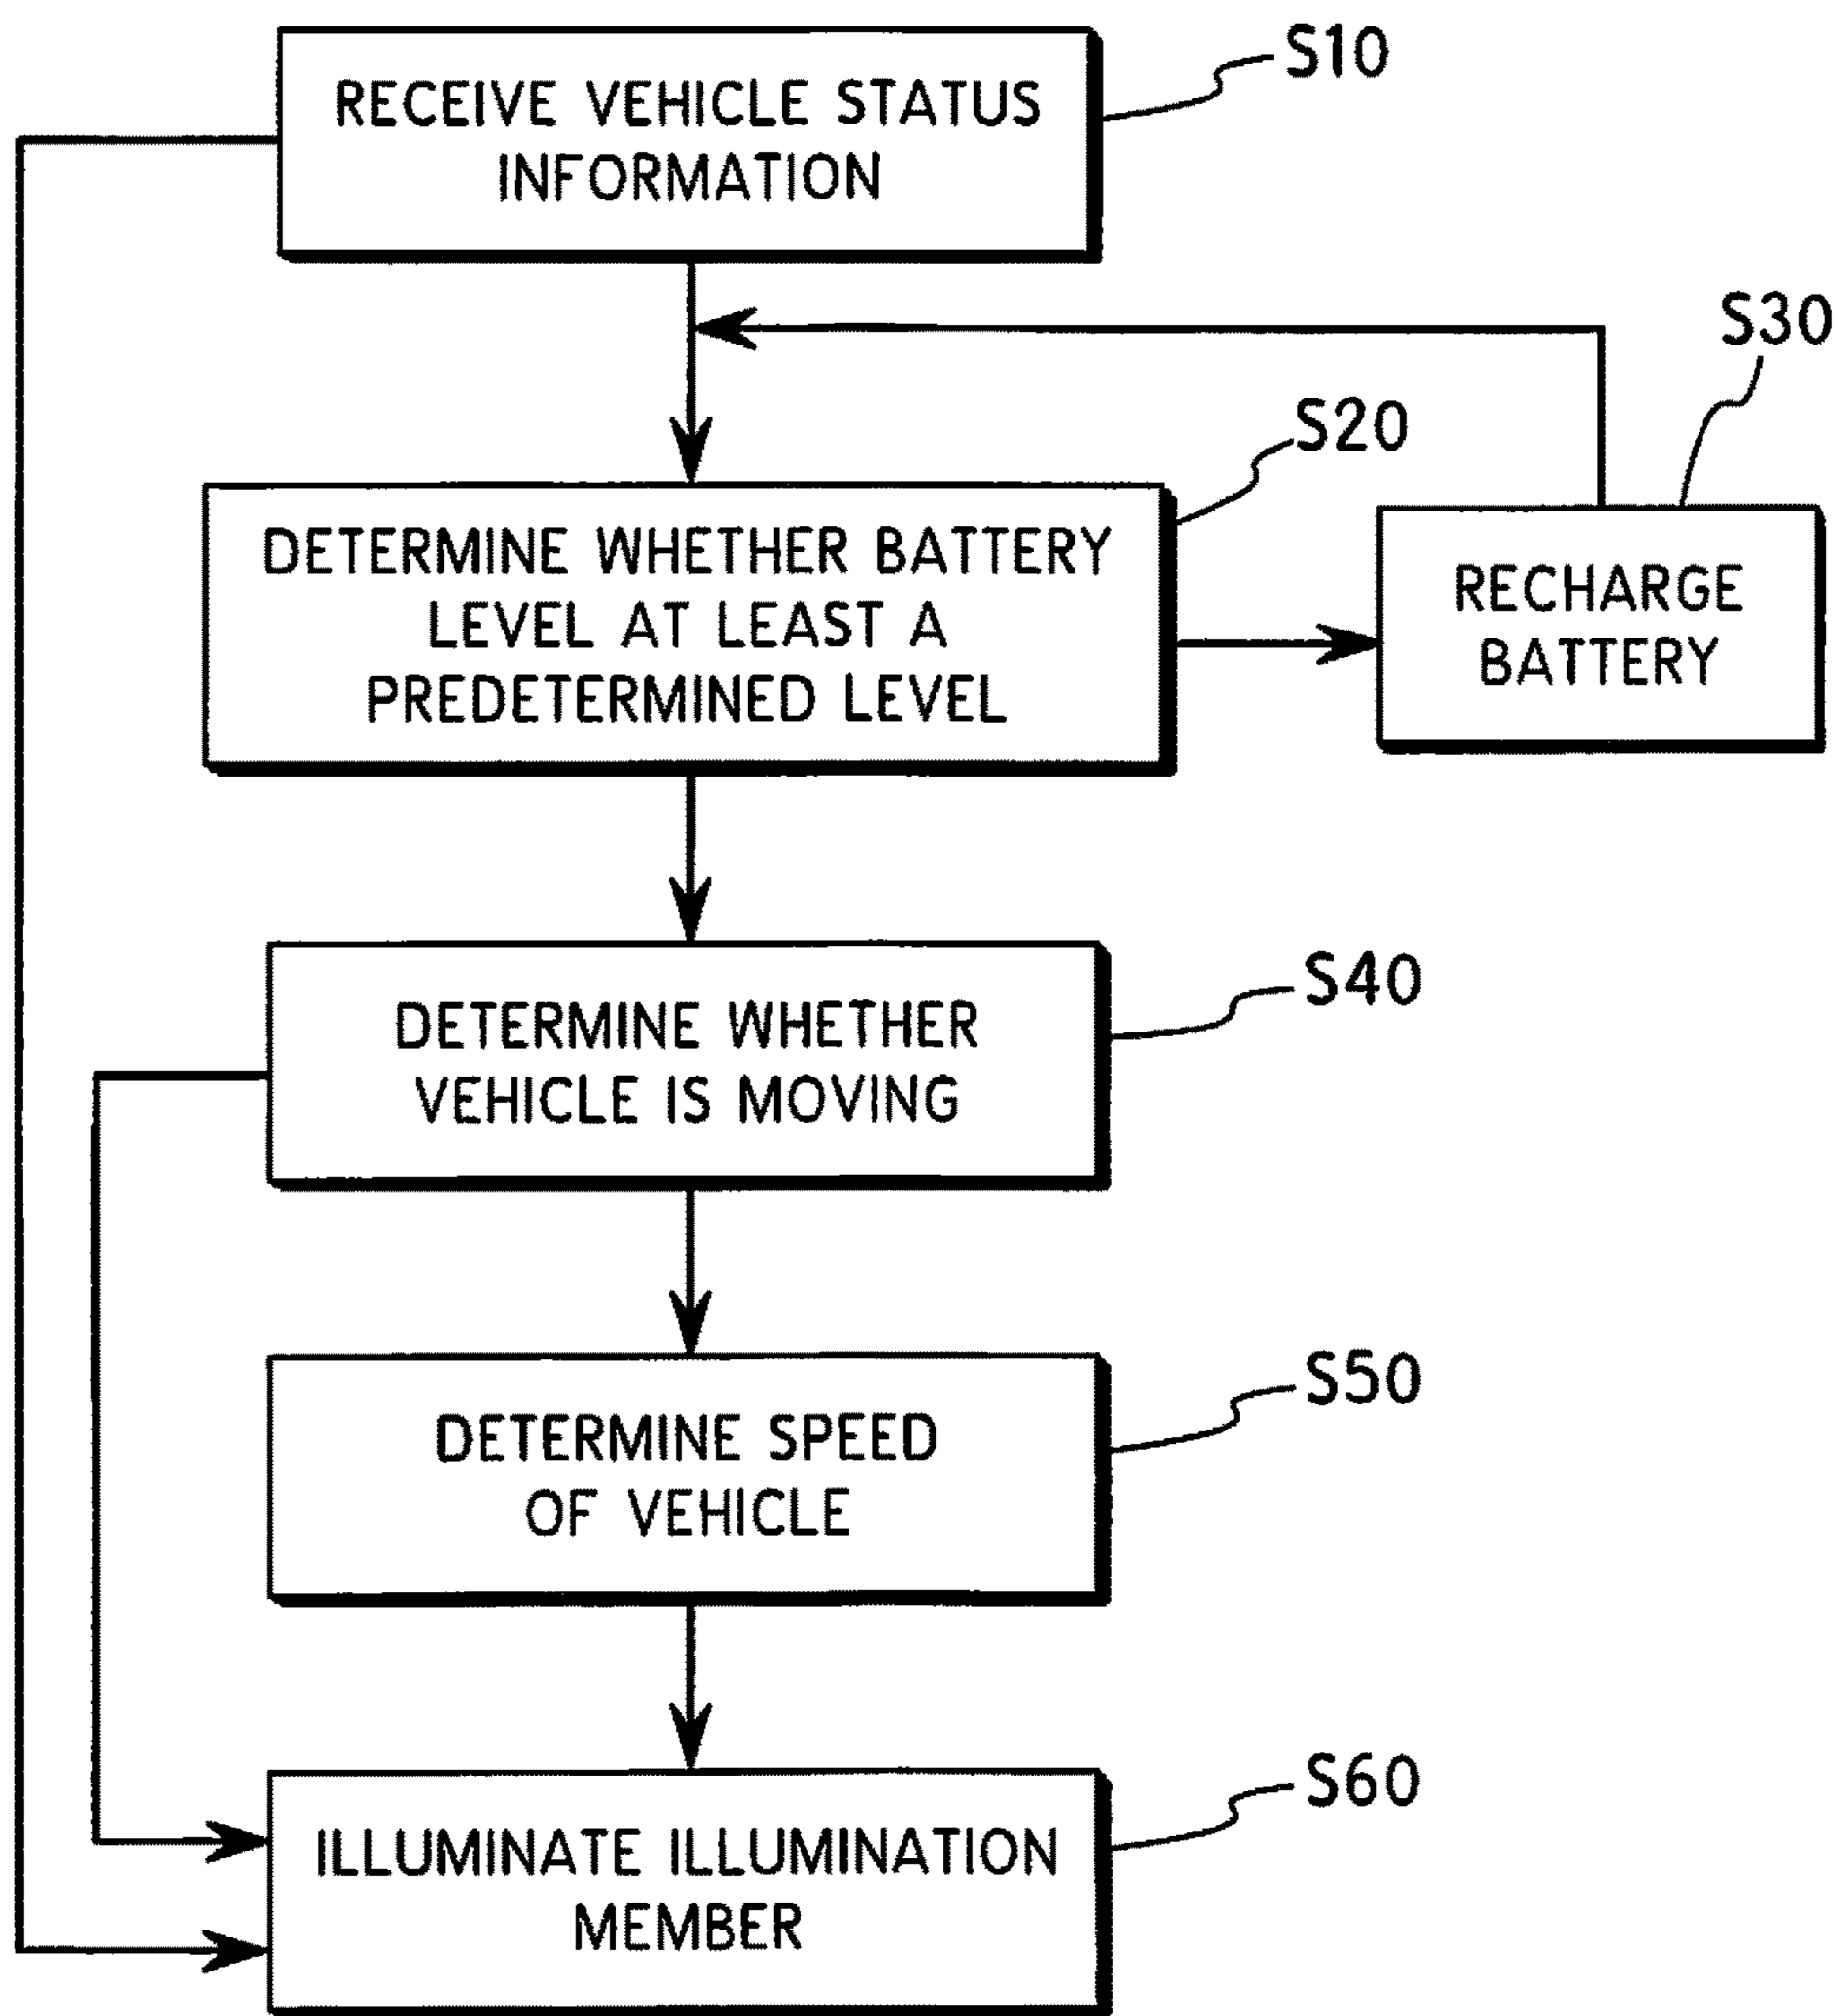 S10
RECEIVE VEHICLE STATUS
INFORMATION
S30
S20
DETERMINE WHETHER BATTERY
LEVEL AT LEAST A
PREDETERMINED LEVEL
RECHARGE
BATTERY
S40
DETERMINE WHETHER
VEHICLE IS MOVING
S50
DETERMINE SPEED
OF VEHICLE
S60
ILLUMINATE ILLUMINATION
MEMBER